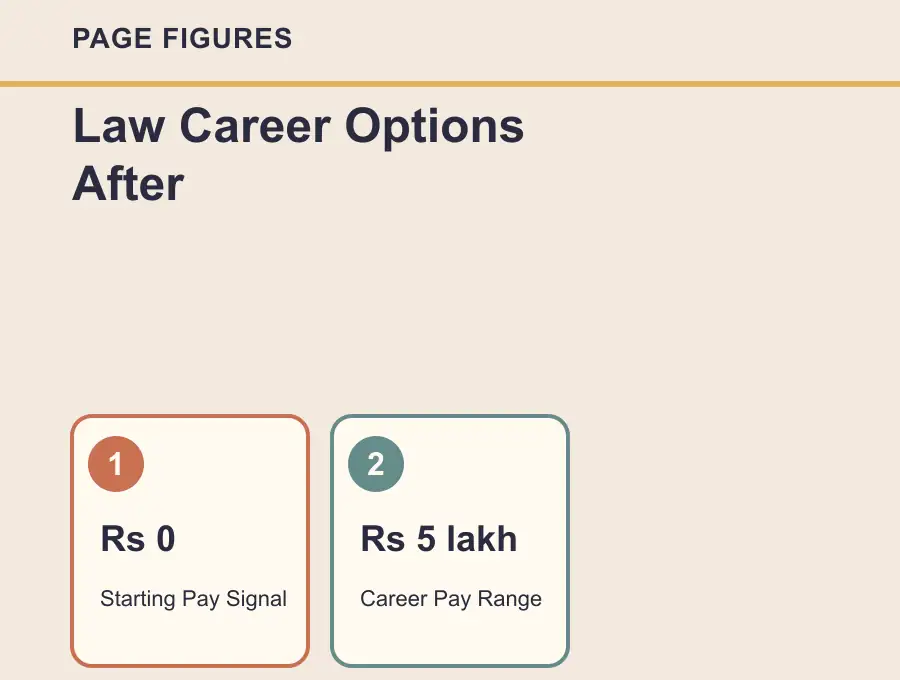 PAGE FIGURES
Law Career Options
After
1
Rs 0
Starting Pay Signal
2
Rs 5 lakh
Career Pay Range